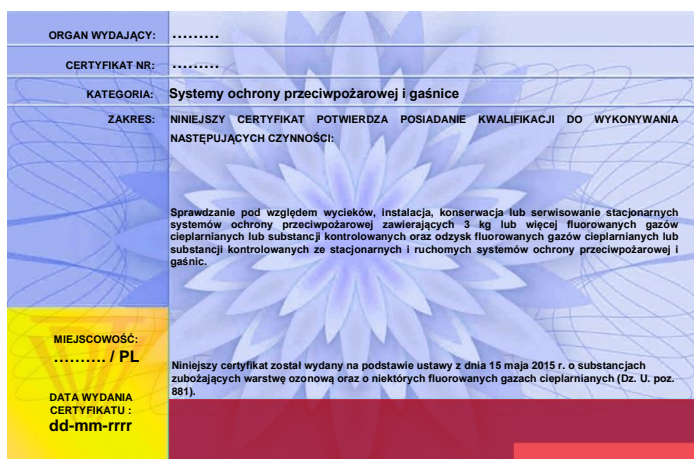 ORGAN WYDAJĄCY: .........
CERTYFIKAT NR: .........
KATEGORIA: Systemy ochrony przeciwpożarowej i gaśnice
ZAKRES: NINIEJSZY CERTYFIKAT POTWIERDZA POSIADANIE KWALIFIKACJI DO WYKONYWANIA
NASTĘPUJĄCYCH CZYNNOŚCI:
Sprawdzanie pod względem wycieków, instalacja, konserwacja lub serwisowanie stacjonarnych
systemów ochrony przeciwpożarowej zawierających 3 kg lub więcej fluorowanych gazów
cieplarnianych lub substancji kontrolowanych oraz odzysk fluorowanych gazów cieplarnianych lub
substancji kontrolowanych ze stacjonarnych i ruchomych systemów ochrony przeciwpożarowej i
gaśnic.
MIEJSCOWOŚĆ:
.......... / PL
DATA WYDANIA
CERTYFIKATU :
dd-mm-rrrr
Niniejszy certyfikat został wydany na podstawie ustawy z dnia 15 maja 2015 r. o substancjach
zubożających warstwę ozonową oraz o niektórych fluorowanych gazach cieplarnianych (Dz. U. poz.
881).